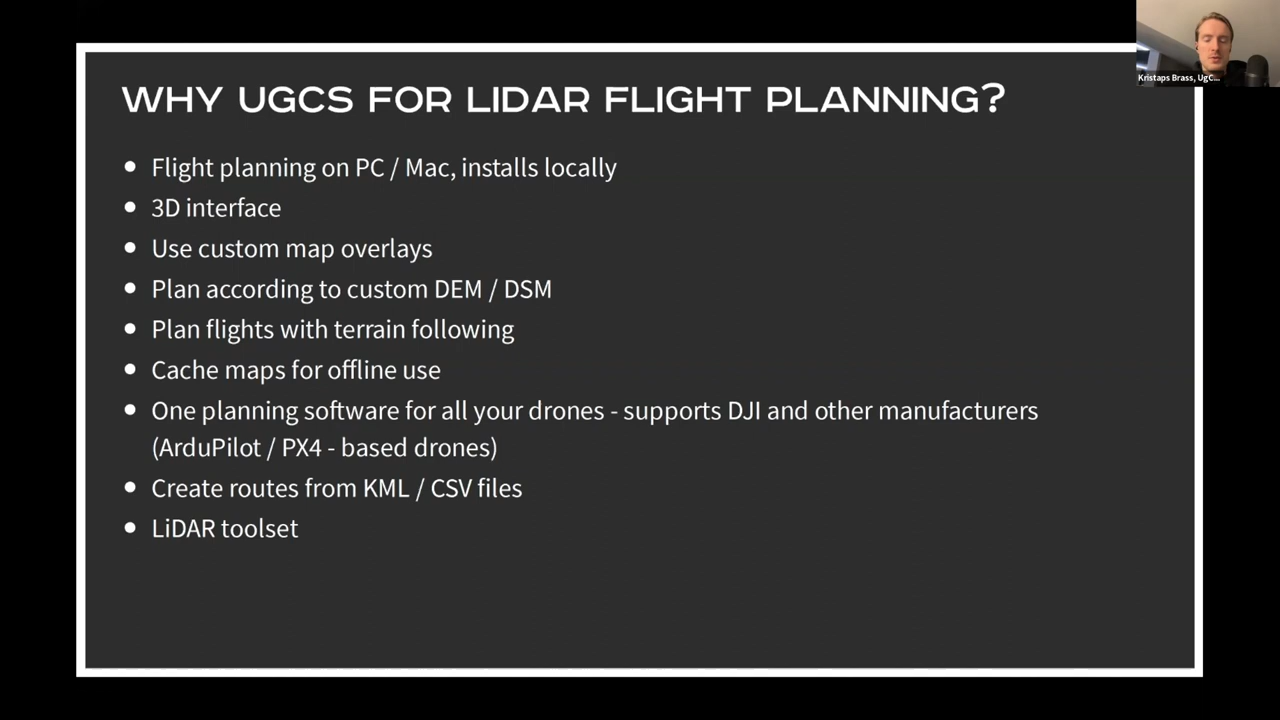 WHY UGCS FOR LIDAR FLIGHT PLANNING?
Kristaps Brass, UgC...
• Flight planning on PC / Mac, installs locally
• 3D interface
• Use custom map overlays
• Plan according to custom DEM / DSM
• Plan flights with terrain following
• Cache maps for offline use
• One planning software for all your drones - supports DJI and other manufacturers
(ArduPilot / PX4 - based drones)
• Create routes from KML / CSV files
• LiDAR toolset